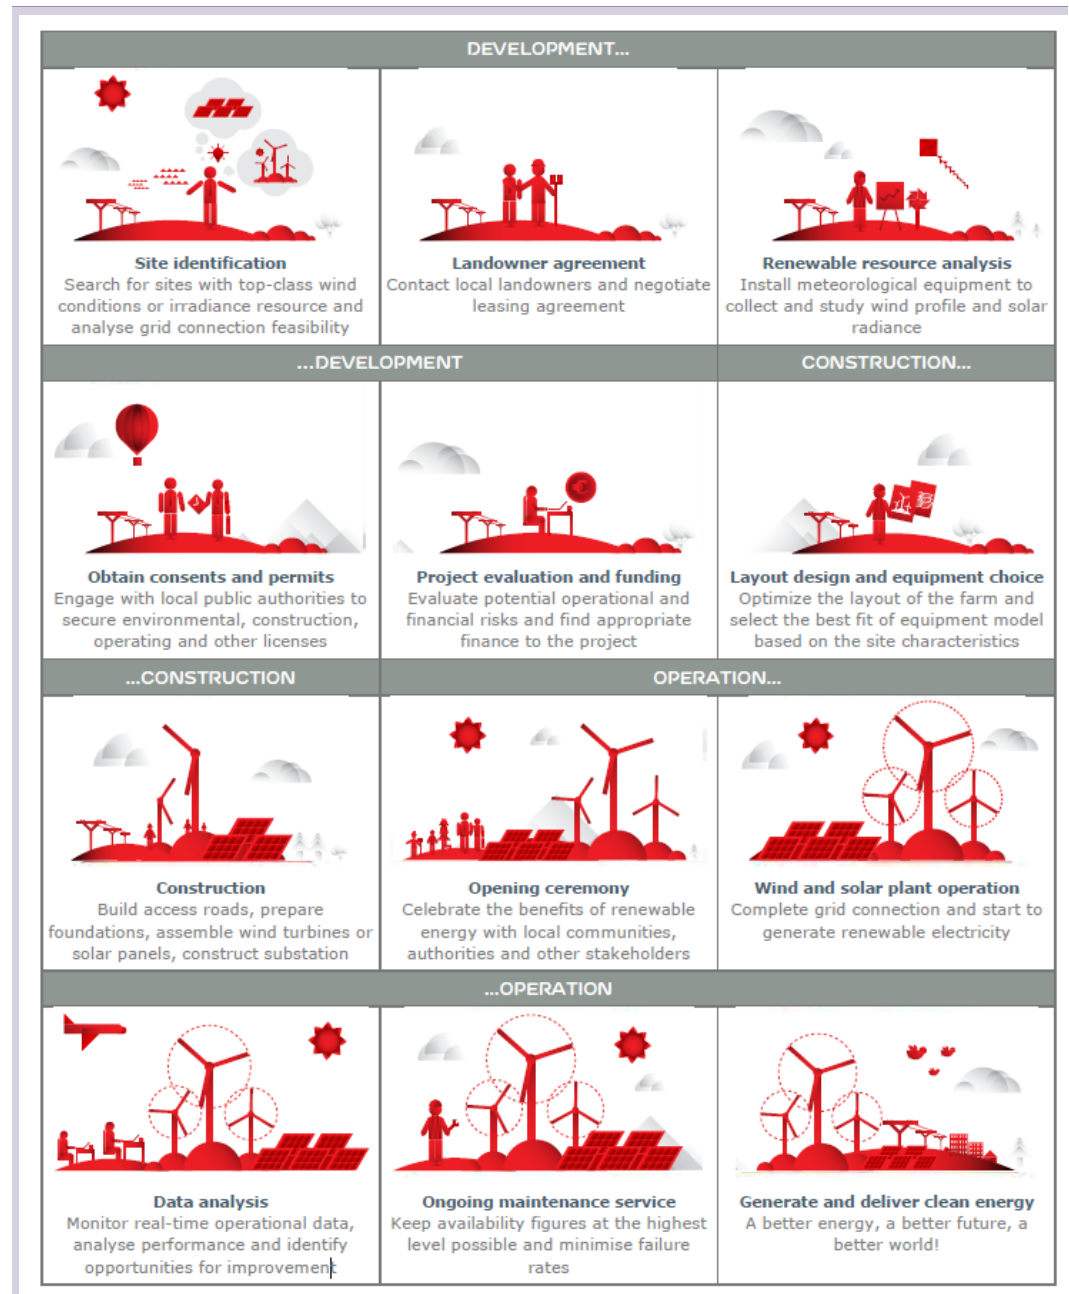 DEVELOPMENT...
Site identification
Search for sites with top-class wind
conditions or irradiance resource and
analyse grid connection feasibility
Landowner agreement
Contact local landowners and negotiate
leasing agreement
Renewable resource analysis
Install meteorological equipment to
collect and study wind profile and solar
radiance
...DEVELOPMENT
CONSTRUCTION...
Obtain consents and permits
Engage with local public authorities to
secure environmental, construction,
operating and other licenses
Project evaluation and funding
Evaluate potential operational and
financial risks and find appropriate
finance to the project
Layout design and equipment choice
Optimize the layout of the farm and
select the best fit of equipment model
based on the site characteristics
...CONSTRUCTION
OPERATION...
Construction
Build access roads, prepare
foundations, assemble wind turbines or
solar panels, construct substation
Opening ceremony
Celebrate the benefits of renewable
energy with local communities,
authorities and other stakeholders
Wind and solar plant operation
Complete grid connection and start to
generate renewable electricity
...OPERATION
Data analysis
Monitor real-time operational data,
analyse performance and identify
opportunities for improvement
Ongoing maintenance service
Keep availability figures at the highest
level possible and minimise failure
rates
Generate and deliver clean energy
A better energy, a better future, a
better world!